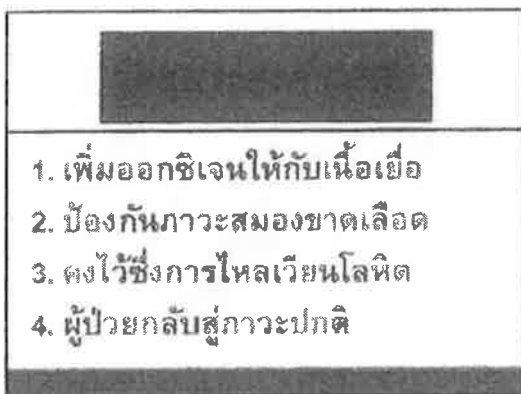 1. เพิ่มออกซิเจนให้กับเนื้อเยื่อ
2. ป้องกันภาวะสมองขาดเลือด
3. คงไว้ซึ่งการไหลเวียนโลหิต
4. ผู้ป่วยกลับสู่ภาวะปกติ